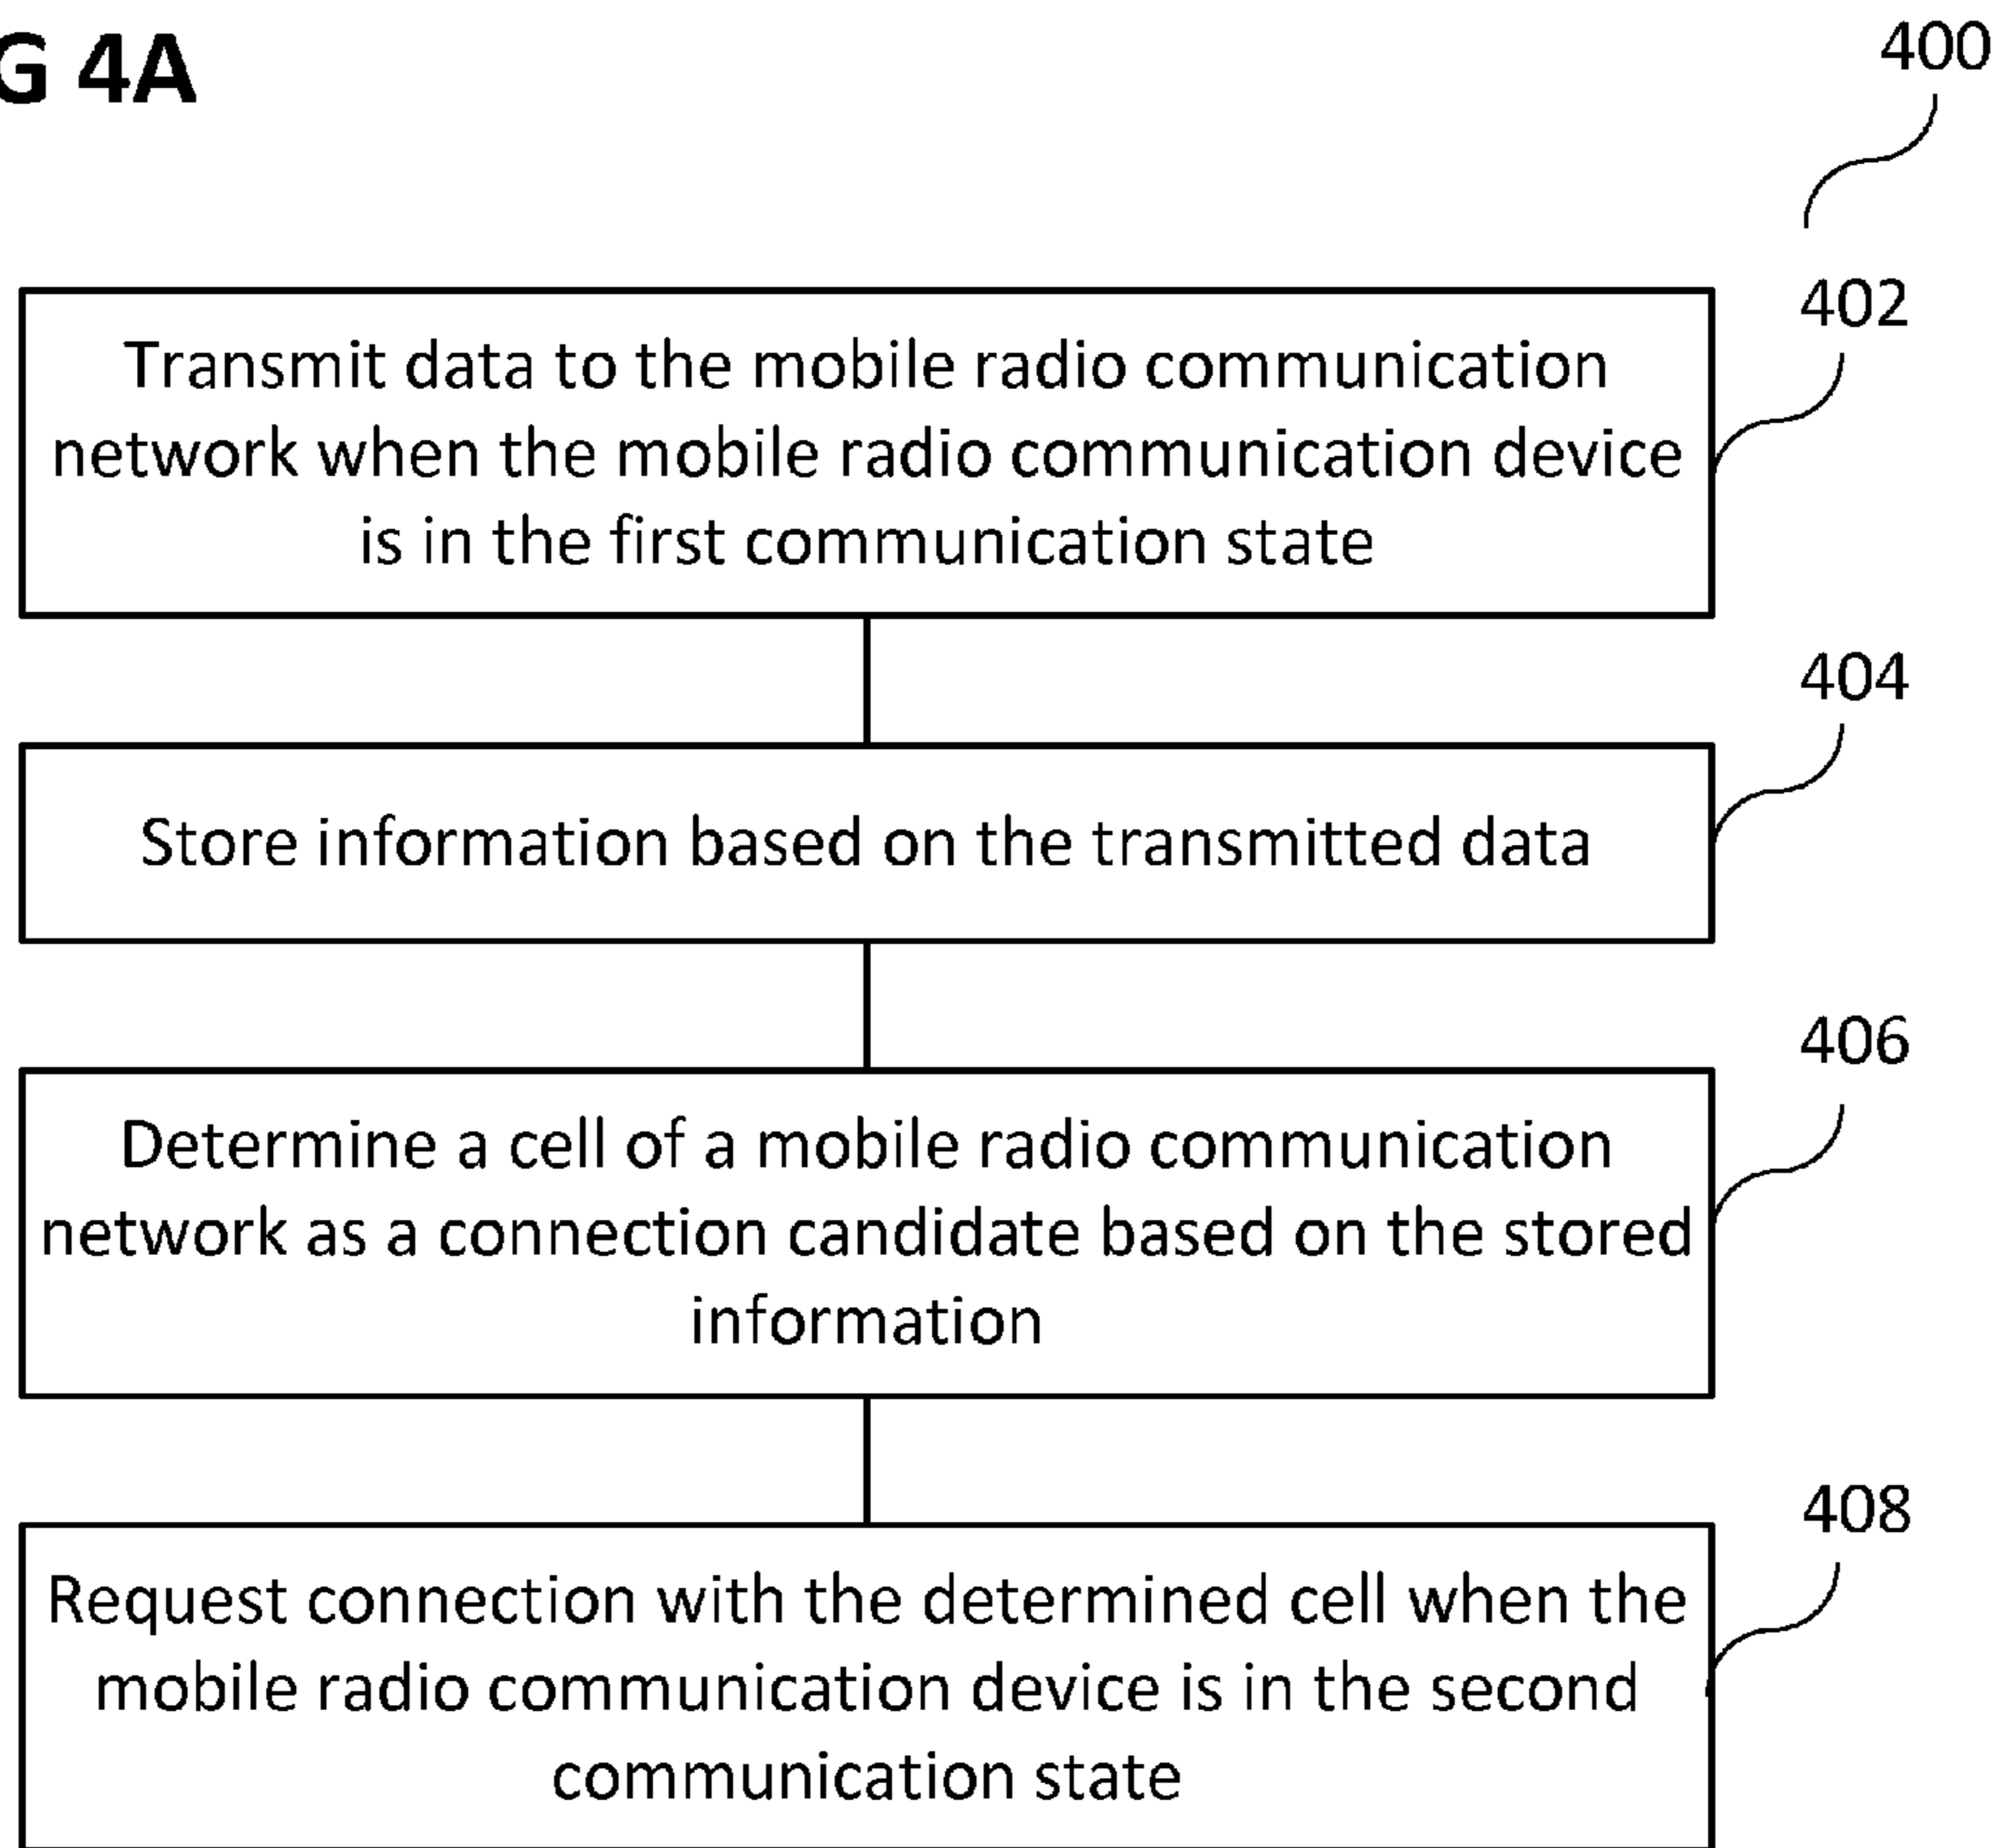 G 4A
400
402
Transmit data to the mobile radio communication
network when the mobile radio communication device
is in the first communication state
404
Store information based on the transmitted data
406
Determine a cell of a mobile radio communication
network as a connection candidate based on the stored
information
408
Request connection with the determined cell when the
mobile radio communication device is in the second
communication state